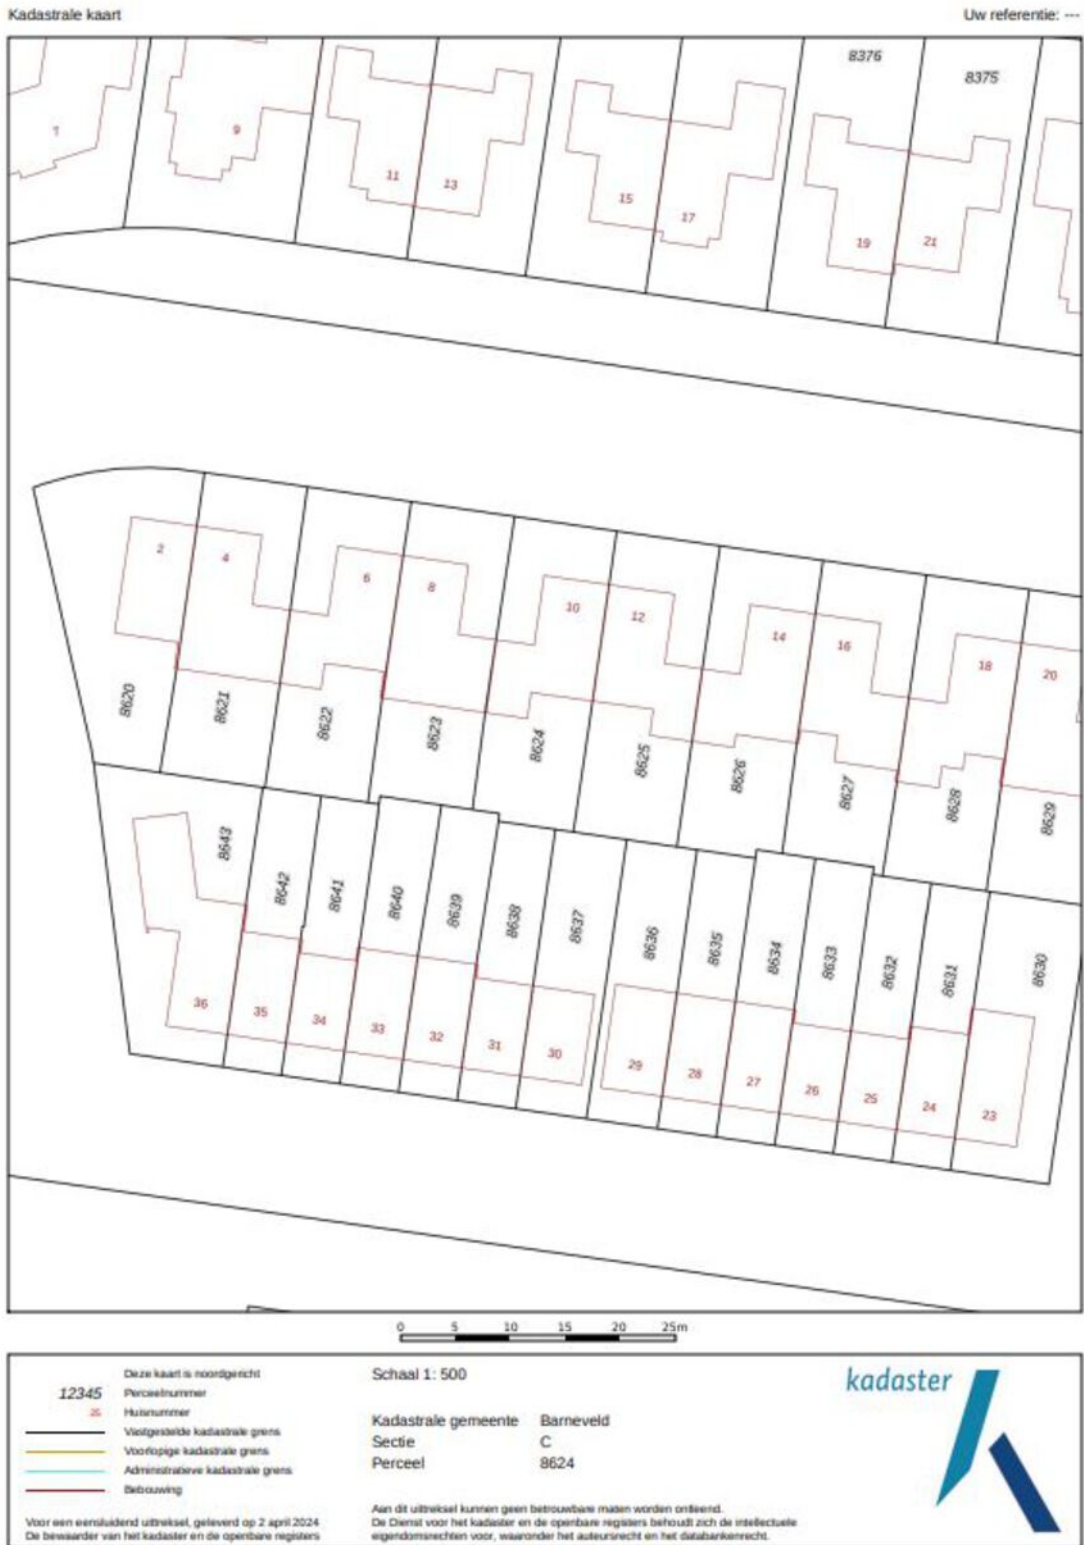 Kadastrale kaart
Uw referentie: ---
8376
8375
7
9
11
13
15
17
19
21
2
4
6
8
10
12
14
16
18
20
8620
8621
8622
8623
8624
8625
8626
8627
8628
8629
8643
8642
8641
8640
8639
8638
8637
8636
8635
8634
8633
8632
8631
8630
36
35
34
33
32
31
30
29
28
27
26
25
24
23
0 5 10 15 20 25m
Deze kaart is noordgericht
12345 Perceelnummer
25 Huisnummer
Vastgestelde kadastrale grens
Voorlopige kadastrale grens
Administratieve kadastrale grens
Bebouwing
Voor een eensluidend uittreksel, geleverd op 2 april 2024
De bewaarder van het kadaster en de openbare registers
Schaal 1: 500
Kadastrale gemeente Barneveld
Sectie C
Perceel 8624
Aan dit uittreksel kunnen geen betrouwbare maten worden ontleend.
De Dienst voor het kadaster en de openbare registers behoudt zich de intellectuele
eigendomsrechten voor, waaronder het auteursrecht en het databankenrecht.
kadaster